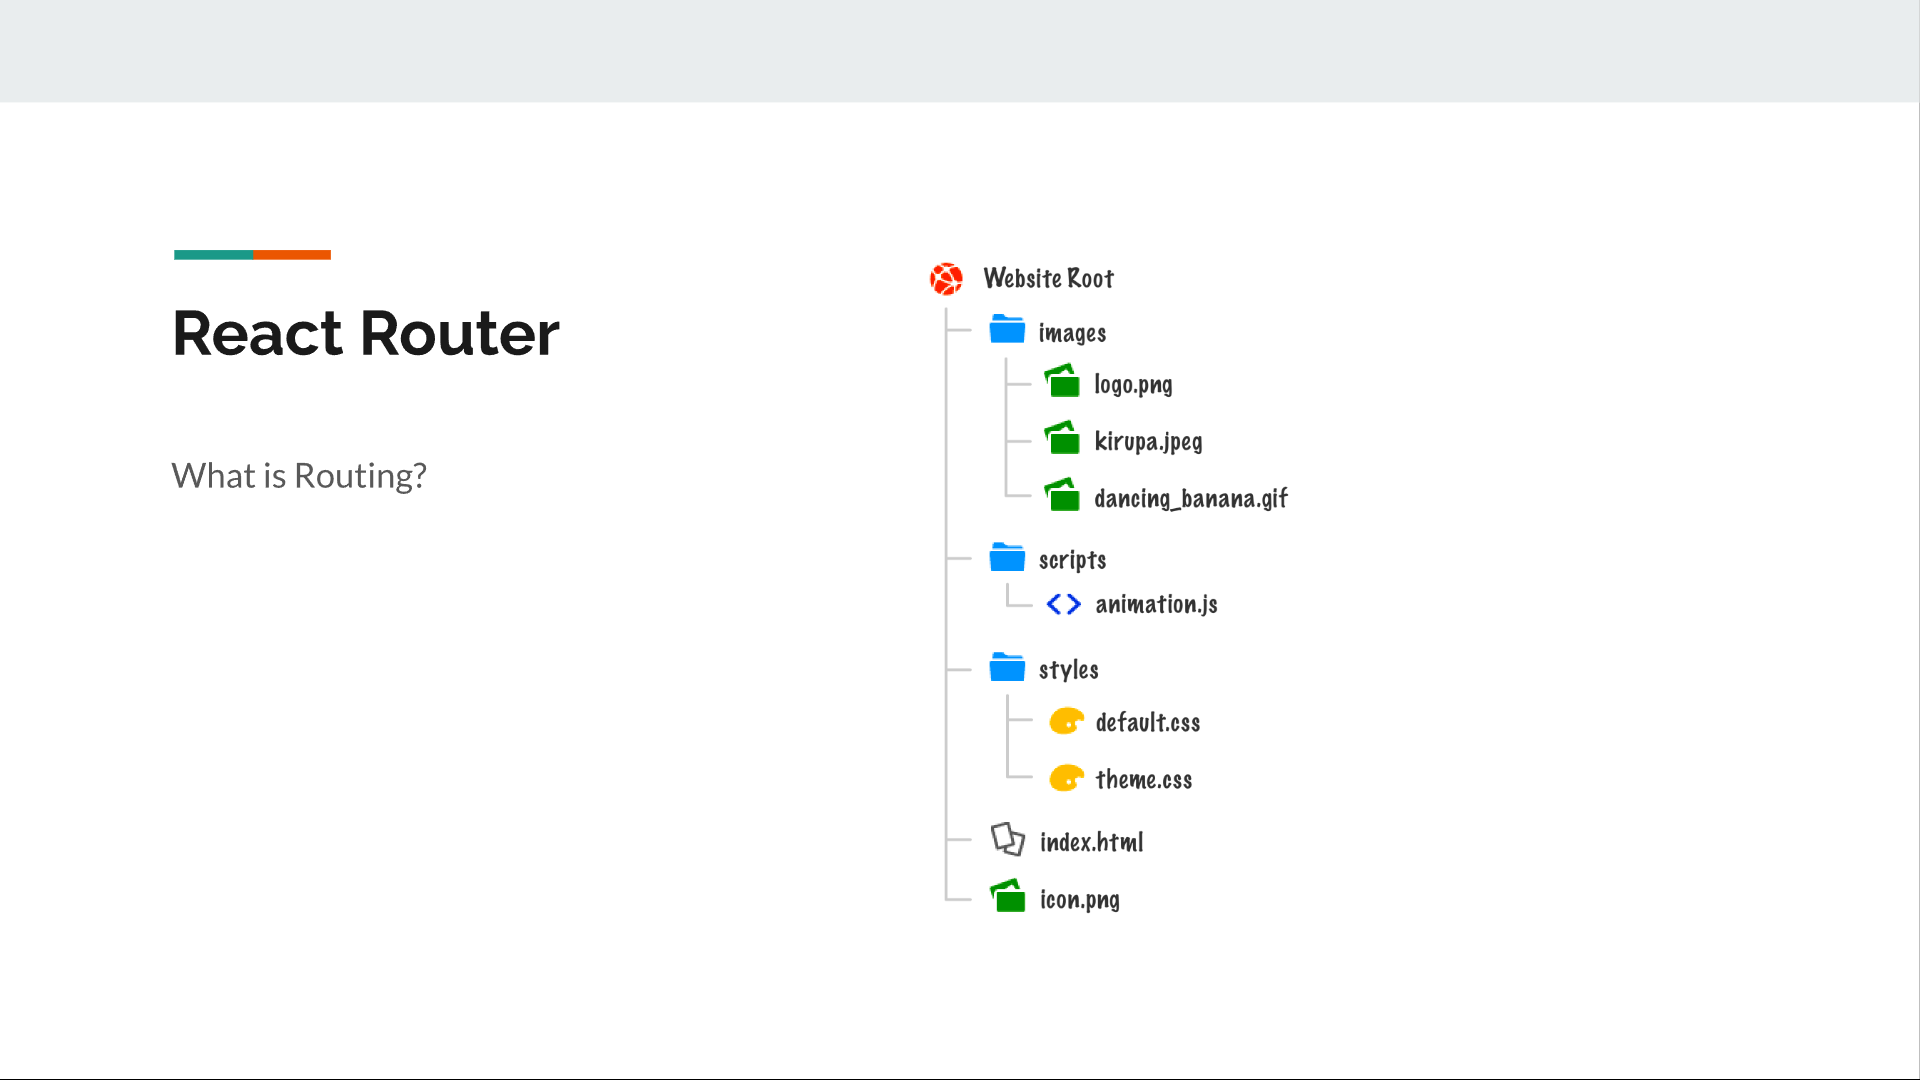 React Router
What is Routing?
Website Root
images
logo.png
kirupa.jpeg
dancing_banana.gif
scripts
animation.js
styles
default.css
theme.css
index.html
icon.png